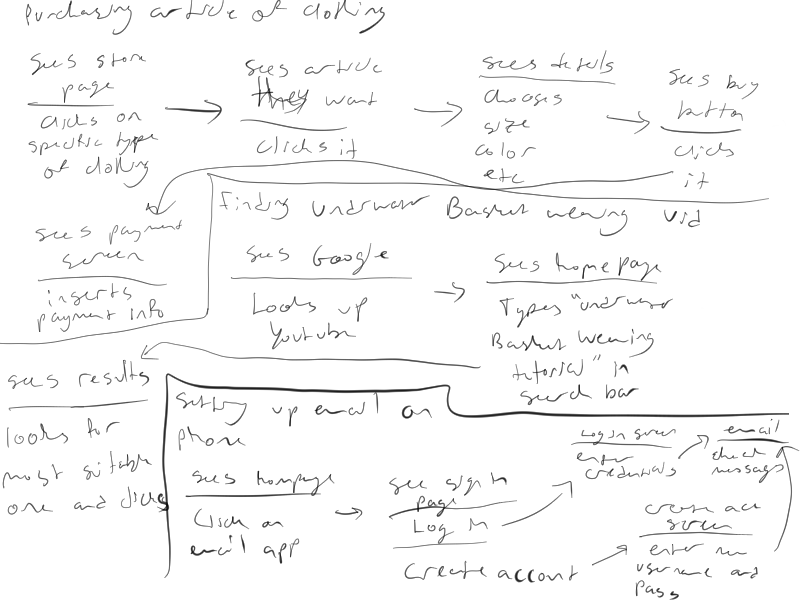 Purchasing article of clothing
sees store
page
clicks on
specific type
of clothing
sees article
they want
clicks it
sees details
chooses
size
color
etc
sees buy
button
clicks
it
sees payment
screen
inserts
payment info
Finding underwater Basket weaving vid
sees Google
Looks up
Youtube
sees homepage
Types "underwater
Basket weaving
tutorial" in
search bar
sees results
looks for
most suitable
one and clicks
Setting up email on
phone
sees homepage
Click on
email app
see sign in
page
Log in
Create account
Log in screen
enter
credentials
email
check
messages
create acc
screen
enter new
username and
pass